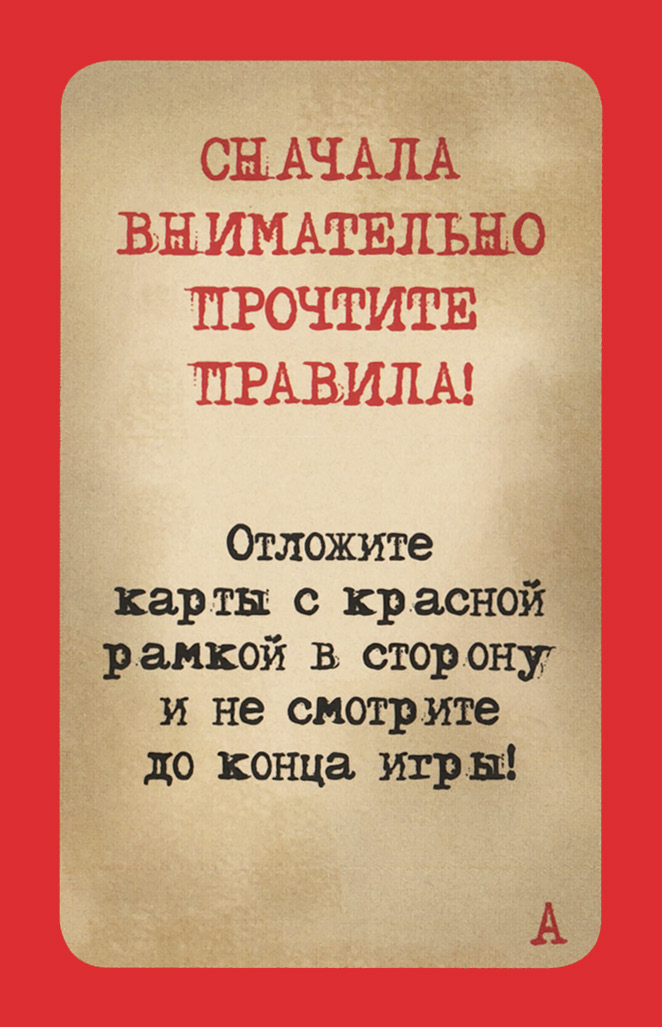 СНАЧАЛА
ВНИМАТЕЛЬНО
ПРОЧТИТЕ
ПРАВИЛА!
Отложите
карты с красной
рамкой в сторону
и не смотрите
до конца игры!
А